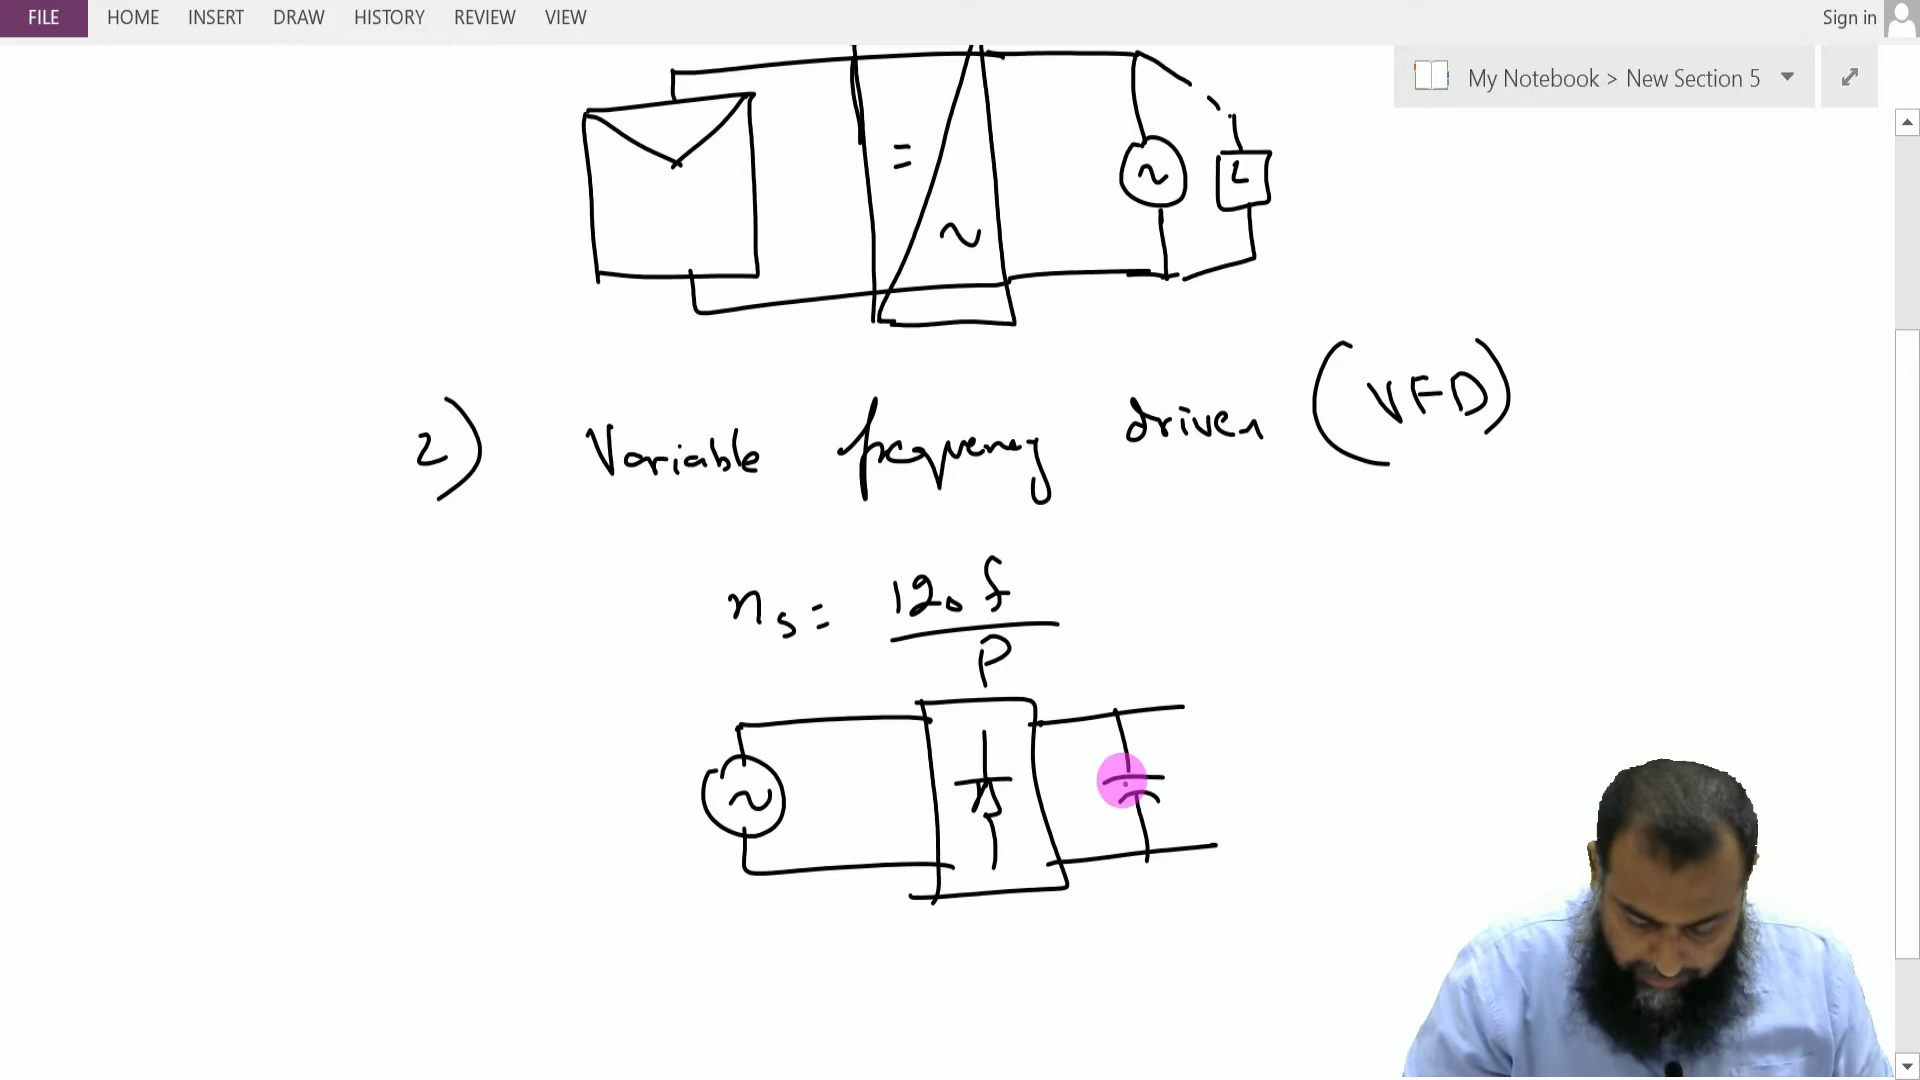 FILE HOME INSERT DRAW HISTORY REVIEW VIEW Sign in
My Notebook > New Section 5
= ~
~ L
2) Variable frequency driven (VFD)
ns = 120 f
P
~